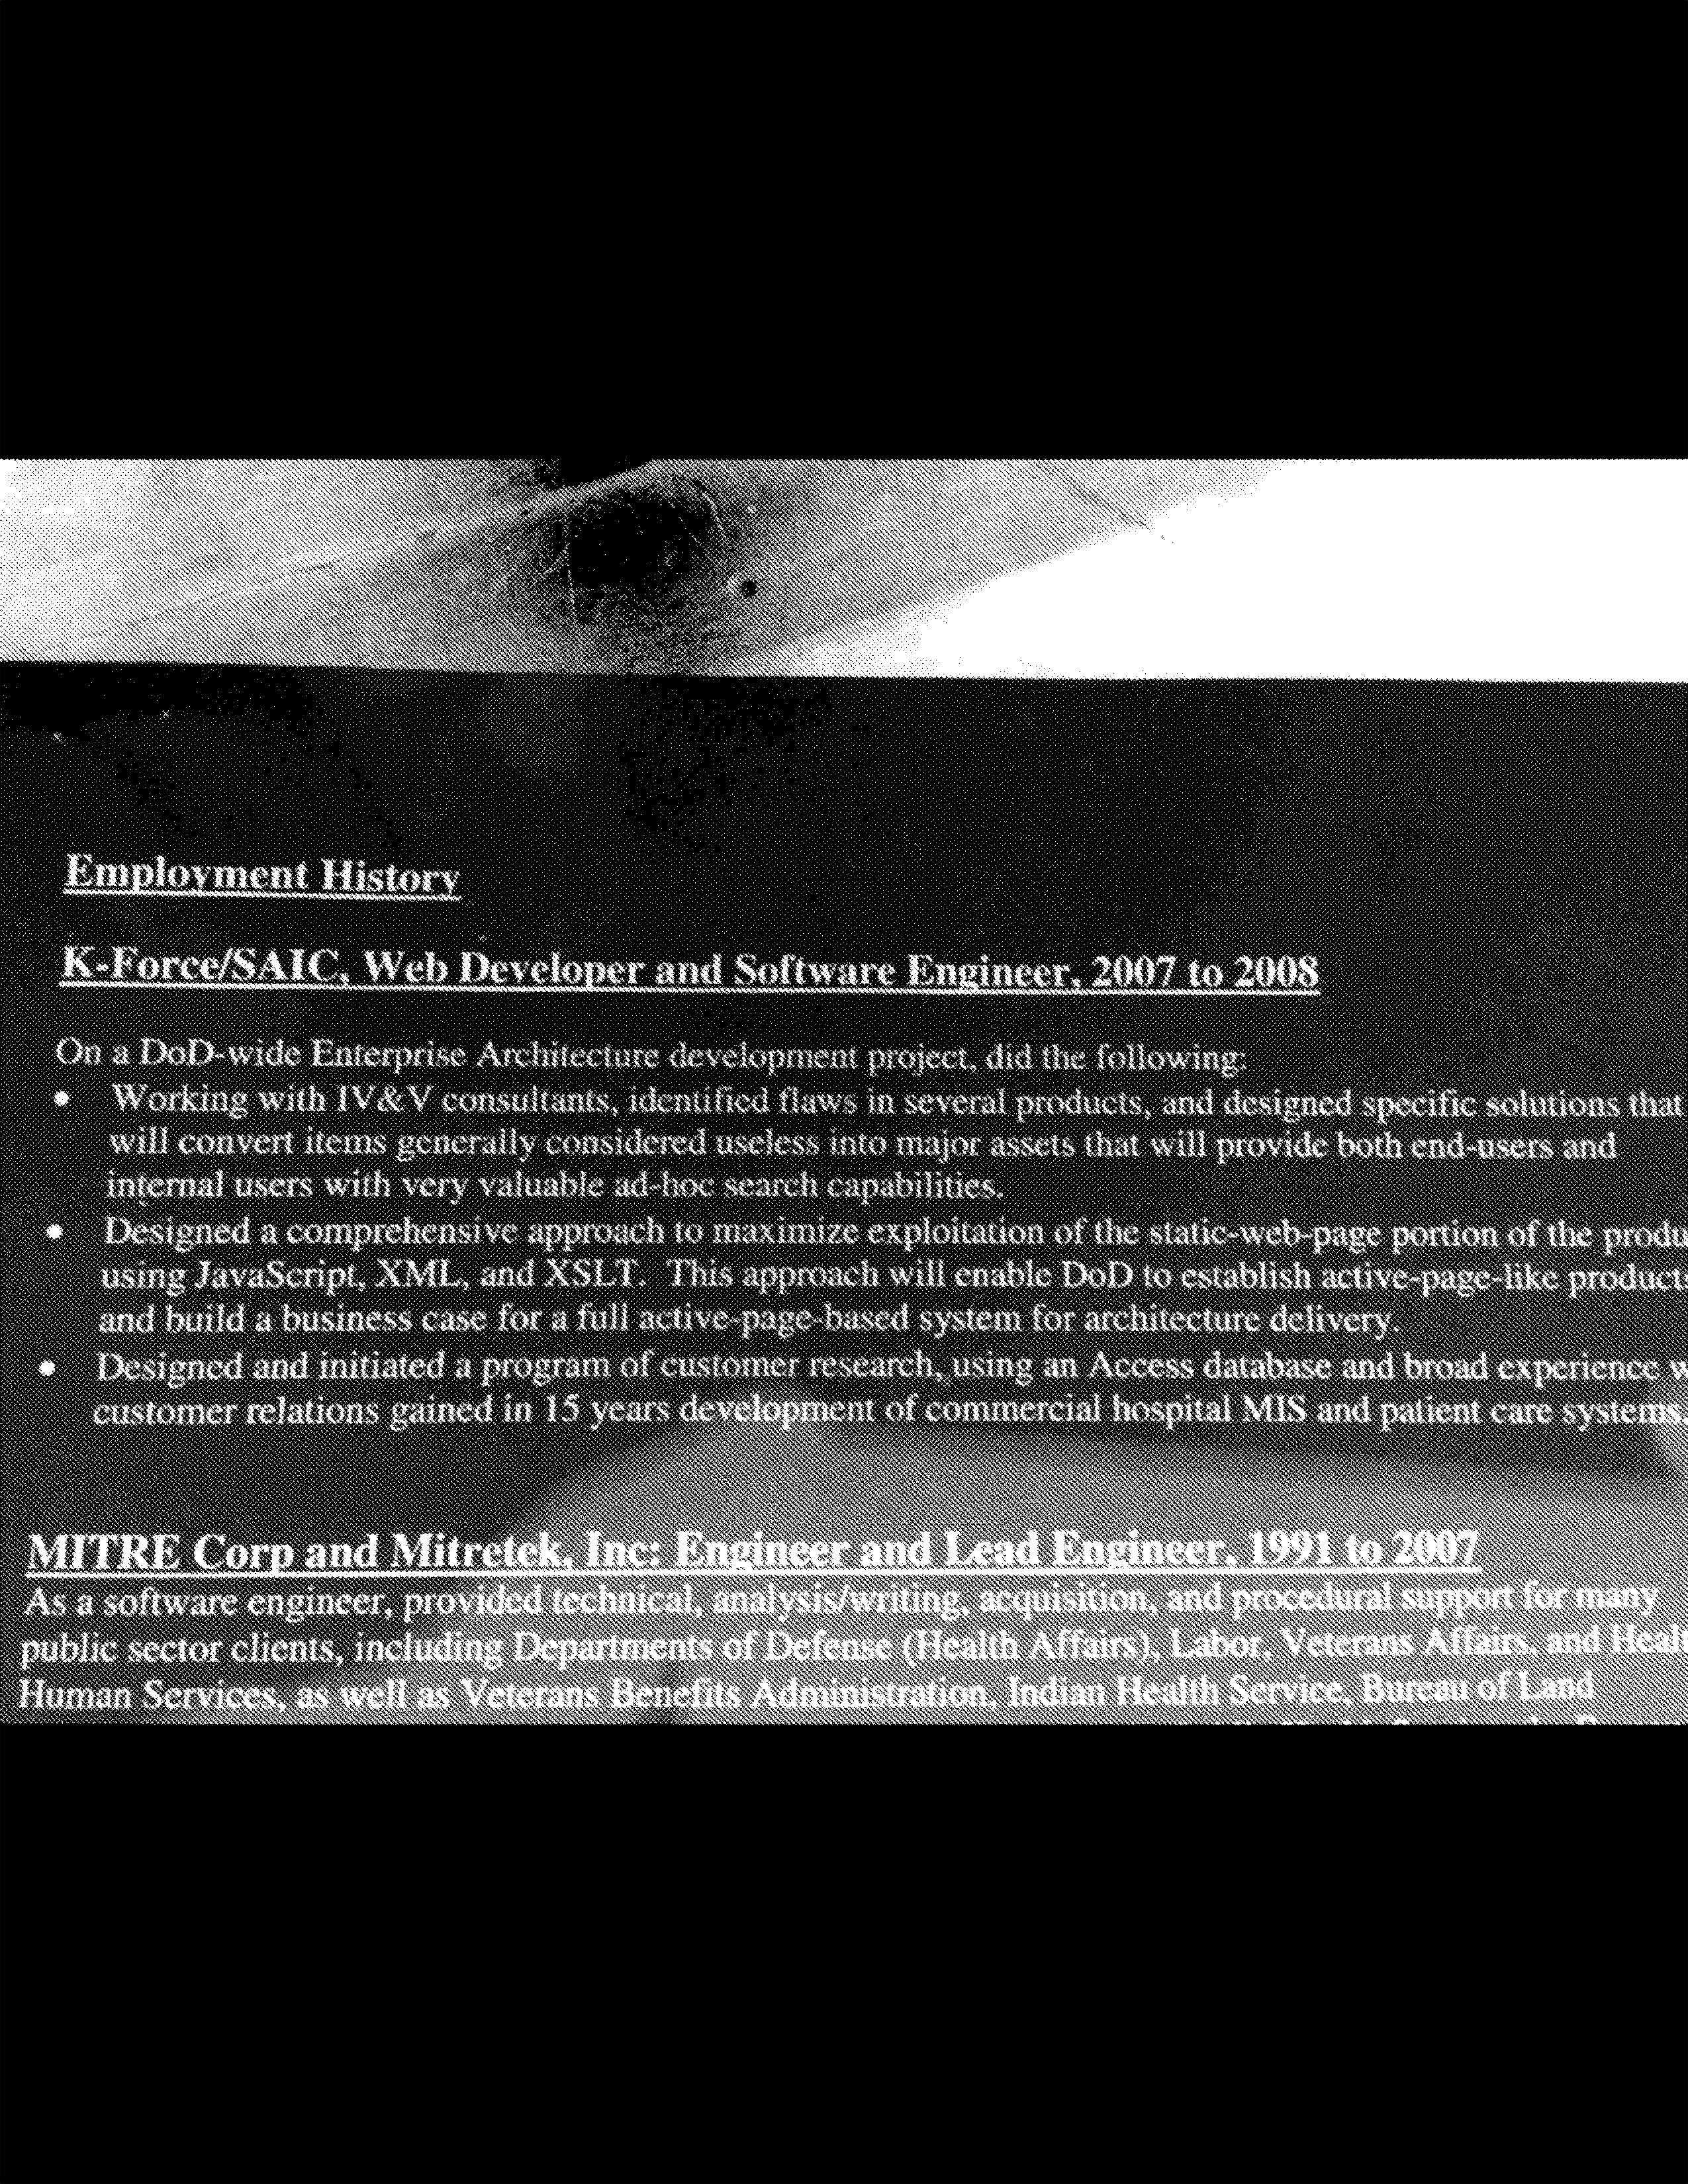 Employment History
K-Force/SAIC, Web Developer and Software Engineer, 2007 to 2008
On a DoD-wide Enterprise Architecture development project, did the following:
• Working with IV&V consultants, identified flaws in several products, and designed specific solutions that
will convert items generally considered useless into major assets that will provide both end-users and
internal users with very valuable ad-hoc search capabilities.
• Designed a comprehensive approach to maximize exploitation of the static-web-page portion of the produ
using JavaScript, XML, and XSLT. This approach will enable DoD to establish active-page-like products
and build a business case for a full active-page-based system for architecture delivery.
• Designed and initiated a program of customer research, using an Access database and broad experience w
customer relations gained in 15 years development of commercial hospital MIS and patient care systems.
MITRE Corp and Mitretek, Inc: Engineer and Lead Engineer, 1991 to 2007
As a software engineer, provided technical, analysis/writing, acquisition, and procedural support for many
public sector clients, including Departments of Defense (Health Affairs), Labor, Veterans Affairs, and Healt
Human Services, as well as Veterans Benefits Administration, Indian Health Service, Bureau of Land